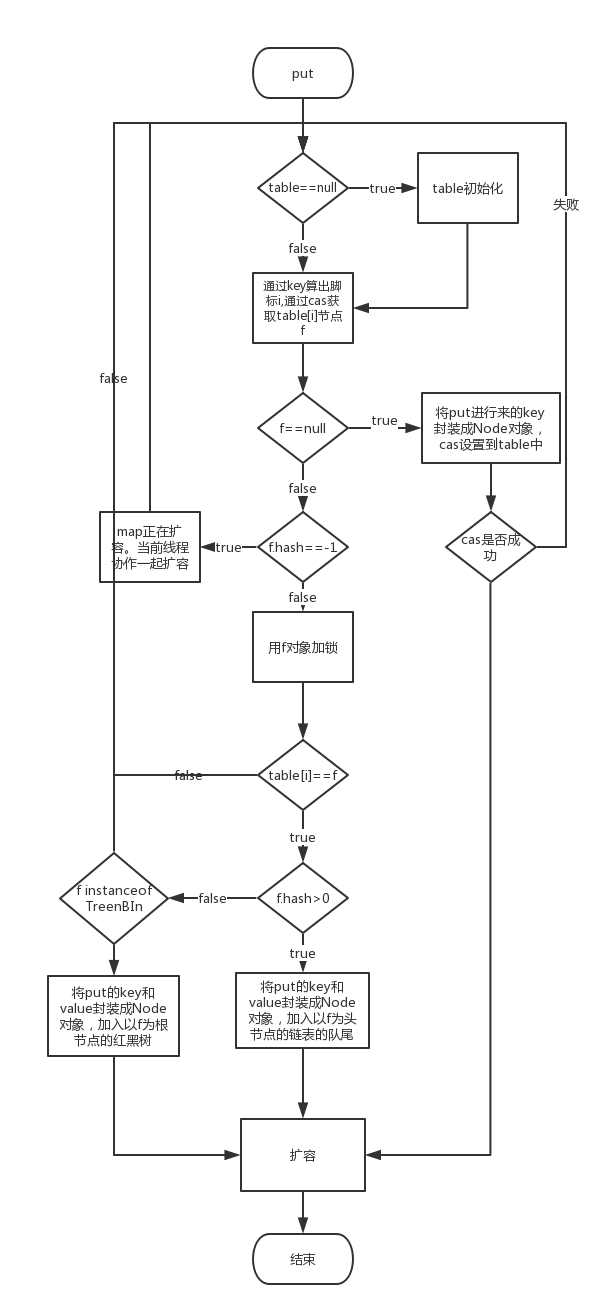 put
table==null
true
table初始化
失败
false
通过key算出脚
标i,通过cas获
取table[i]节点
f
false
f==null
true
将put进行来的key
封装成Node对象，
cas设置到table中
false
map正在扩
容。当前线程
协作一起扩容
true
f.hash==-1
cas是否成
功
false
用f对象加锁
false
table[i]==f
true
f instanceof
TreenBIn
false
f.hash>0
true
将put的key和
value封装成Node
对象，加入以f为根
节点的红黑树
将put的key和
value封装成Node
对象，加入以f为头
节点的链表的队尾
扩容
结束